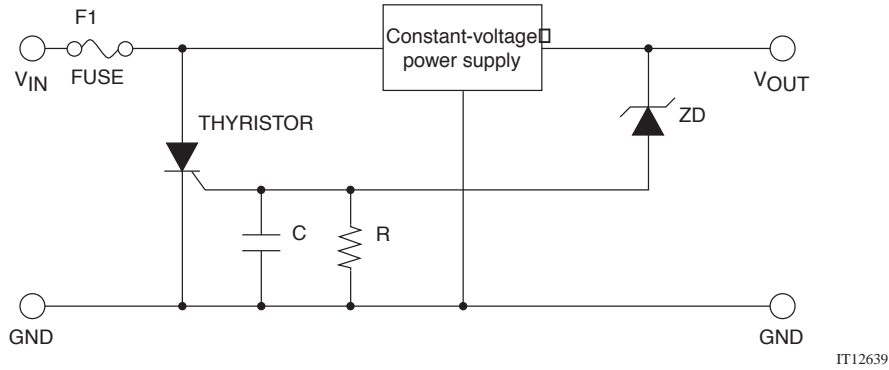 F1
FUSE
V_IN
THYRISTOR
Constant-voltage□
power supply
V_OUT
ZD
C
R
GND
GND
IT12639